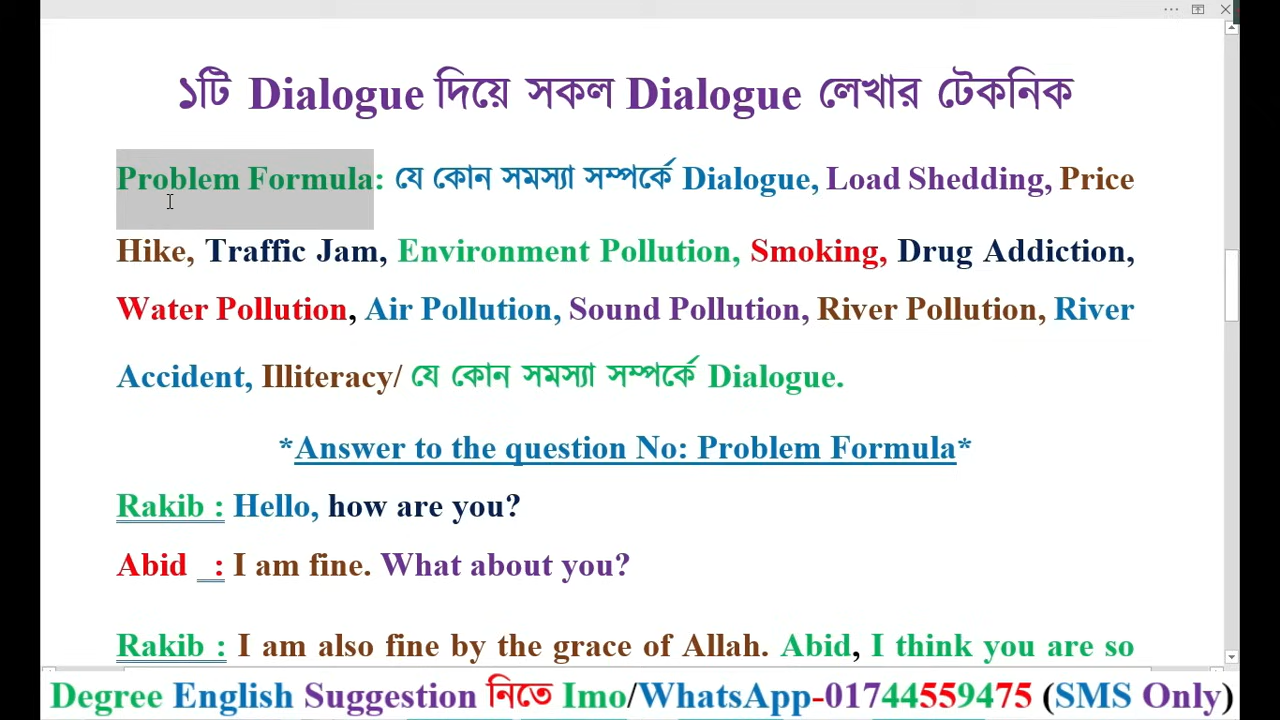 ১টি Dialogue দিয়ে সকল Dialogue লেখার টেকনিক
Problem Formula: যে কোন সমস্যা সম্পর্কে Dialogue, Load Shedding, Price
Hike, Traffic Jam, Environment Pollution, Smoking, Drug Addiction,
Water Pollution, Air Pollution, Sound Pollution, River Pollution, River
Accident, Illiteracy/ যে কোন সমস্যা সম্পর্কে Dialogue.
*Answer to the question No: Problem Formula*
Rakib : Hello, how are you?
Abid : I am fine. What about you?
Rakib : I am also fine by the grace of Allah. Abid, I think you are so
Degree English Suggestion নিতে Imo/WhatsApp-01744559475 (SMS Only)